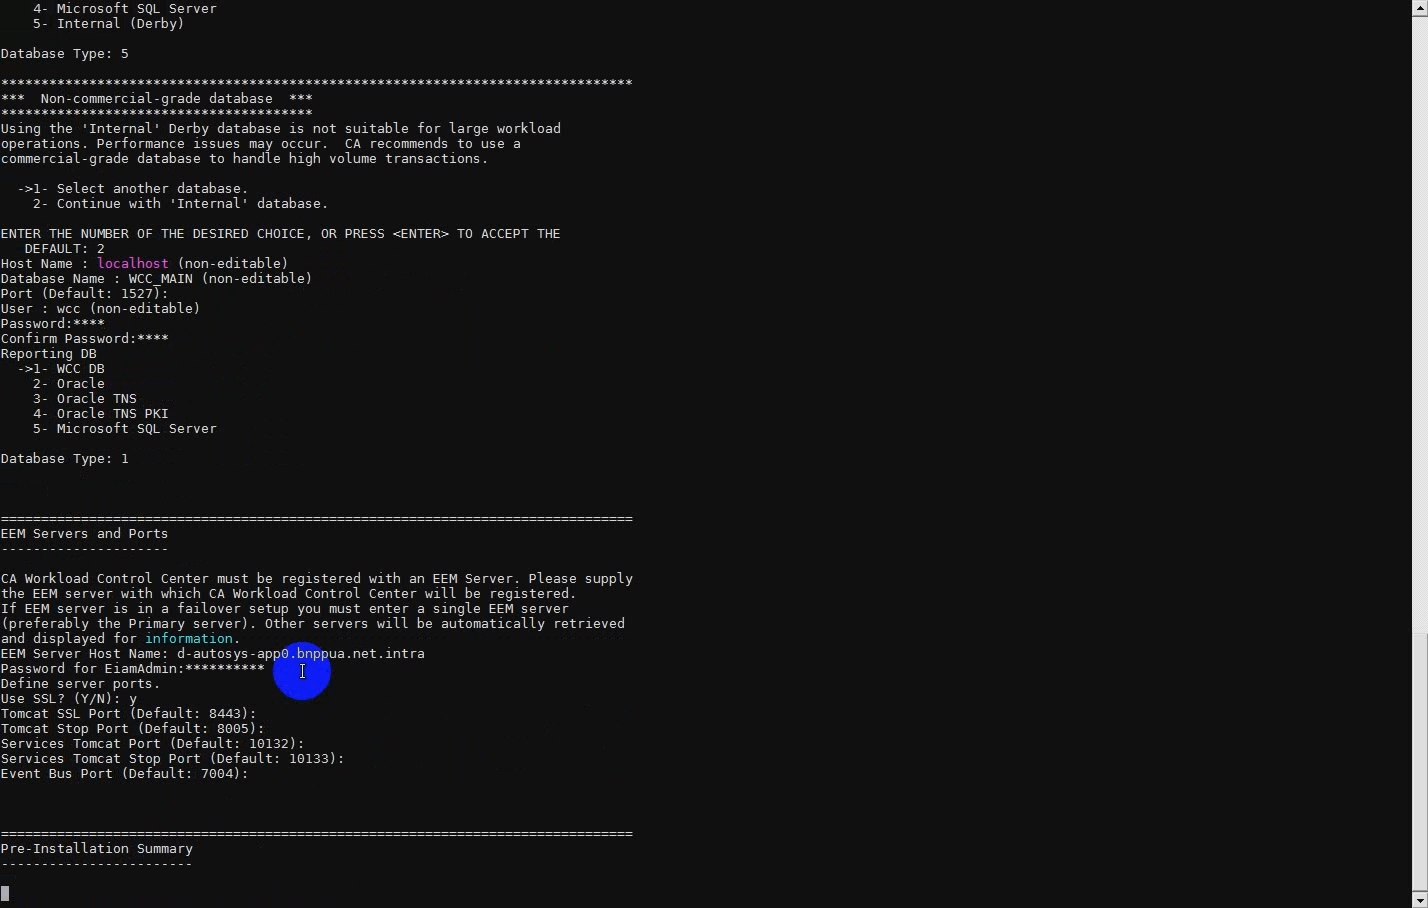 4- Microsoft SQL Server
5- Internal (Derby)
Database Type: 5
*******************************************************************************
***  Non-commercial-grade database  ***
***************************************
Using the 'Internal' Derby database is not suitable for large workload
operations. Performance issues may occur.  CA recommends to use a
commercial-grade database to handle high volume transactions.
->1- Select another database.
2- Continue with 'Internal' database.
ENTER THE NUMBER OF THE DESIRED CHOICE, OR PRESS <ENTER> TO ACCEPT THE
DEFAULT: 2
Host Name : localhost (non-editable)
Database Name : WCC_MAIN (non-editable)
Port (Default: 1527):
User : wcc (non-editable)
Password:****
Confirm Password:****
Reporting DB
->1- WCC DB
2- Oracle
3- Oracle TNS
4- Oracle TNS PKI
5- Microsoft SQL Server
Database Type: 1
===============================================================================
EEM Servers and Ports
---------------------
CA Workload Control Center must be registered with an EEM Server. Please supply
the EEM server with which CA Workload Control Center will be registered.
If EEM server is in a failover setup you must enter a single EEM server
(preferably the Primary server). Other servers will be automatically retrieved
and displayed for information.
EEM Server Host Name: d-autosys-app0.bnppua.net.intra
Password for EiamAdmin:**********
Define server ports.
Use SSL? (Y/N): y
Tomcat SSL Port (Default: 8443):
Tomcat Stop Port (Default: 8005):
Services Tomcat Port (Default: 10132):
Services Tomcat Stop Port (Default: 10133):
Event Bus Port (Default: 7004):
===============================================================================
Pre-Installation Summary
------------------------